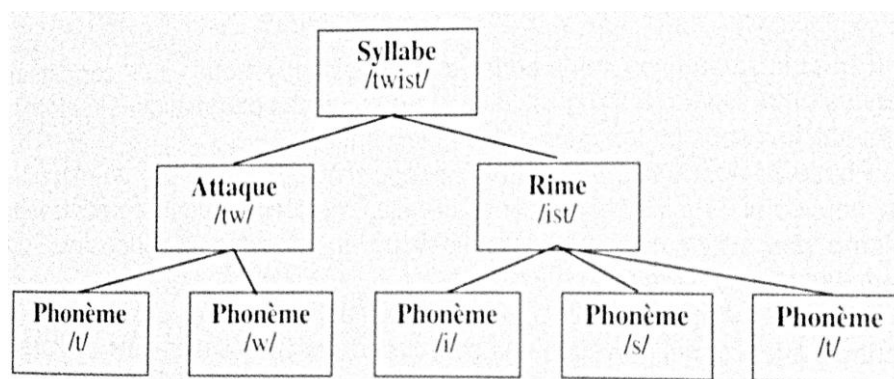 Syllabe
/twist/
Attaque
/tw/
Rime
/ist/
Phonème
/t/
Phonème
/w/
Phonème
/i/
Phonème
/s/
Phonème
/t/